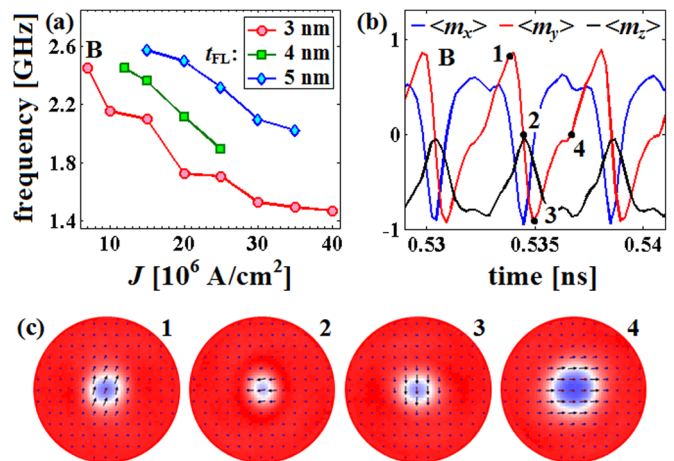 (a)
B
t_FL:
3 nm
4 nm
5 nm
frequency [GHz]
2.6
2.2
1.8
1.4
10 20 30 40
J [10^6 A/cm^2]
<m_x> <m_y> <m_z>
(b)
B
1
2
3
4
1
0
-1
0.53 0.535 0.54
time [ns]
(c)
1
2
3
4